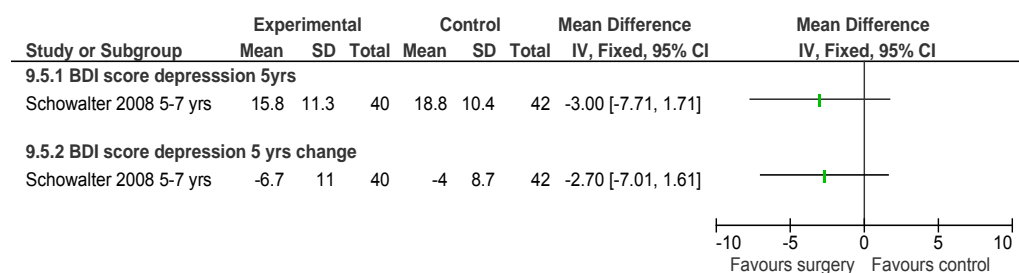 Experimental Control Mean Difference Mean Difference
Study or Subgroup Mean SD Total Mean SD Total IV, Fixed, 95% CI IV, Fixed, 95% CI
9.5.1 BDI score depresssion 5yrs
Schowalter 2008 5-7 yrs 15.8 11.3 40 18.8 10.4 42 -3.00 [-7.71, 1.71]
9.5.2 BDI score depression 5 yrs change
Schowalter 2008 5-7 yrs -6.7 11 40 -4 8.7 42 -2.70 [-7.01, 1.61]
-10 -5 0 5 10
Favours surgery Favours control